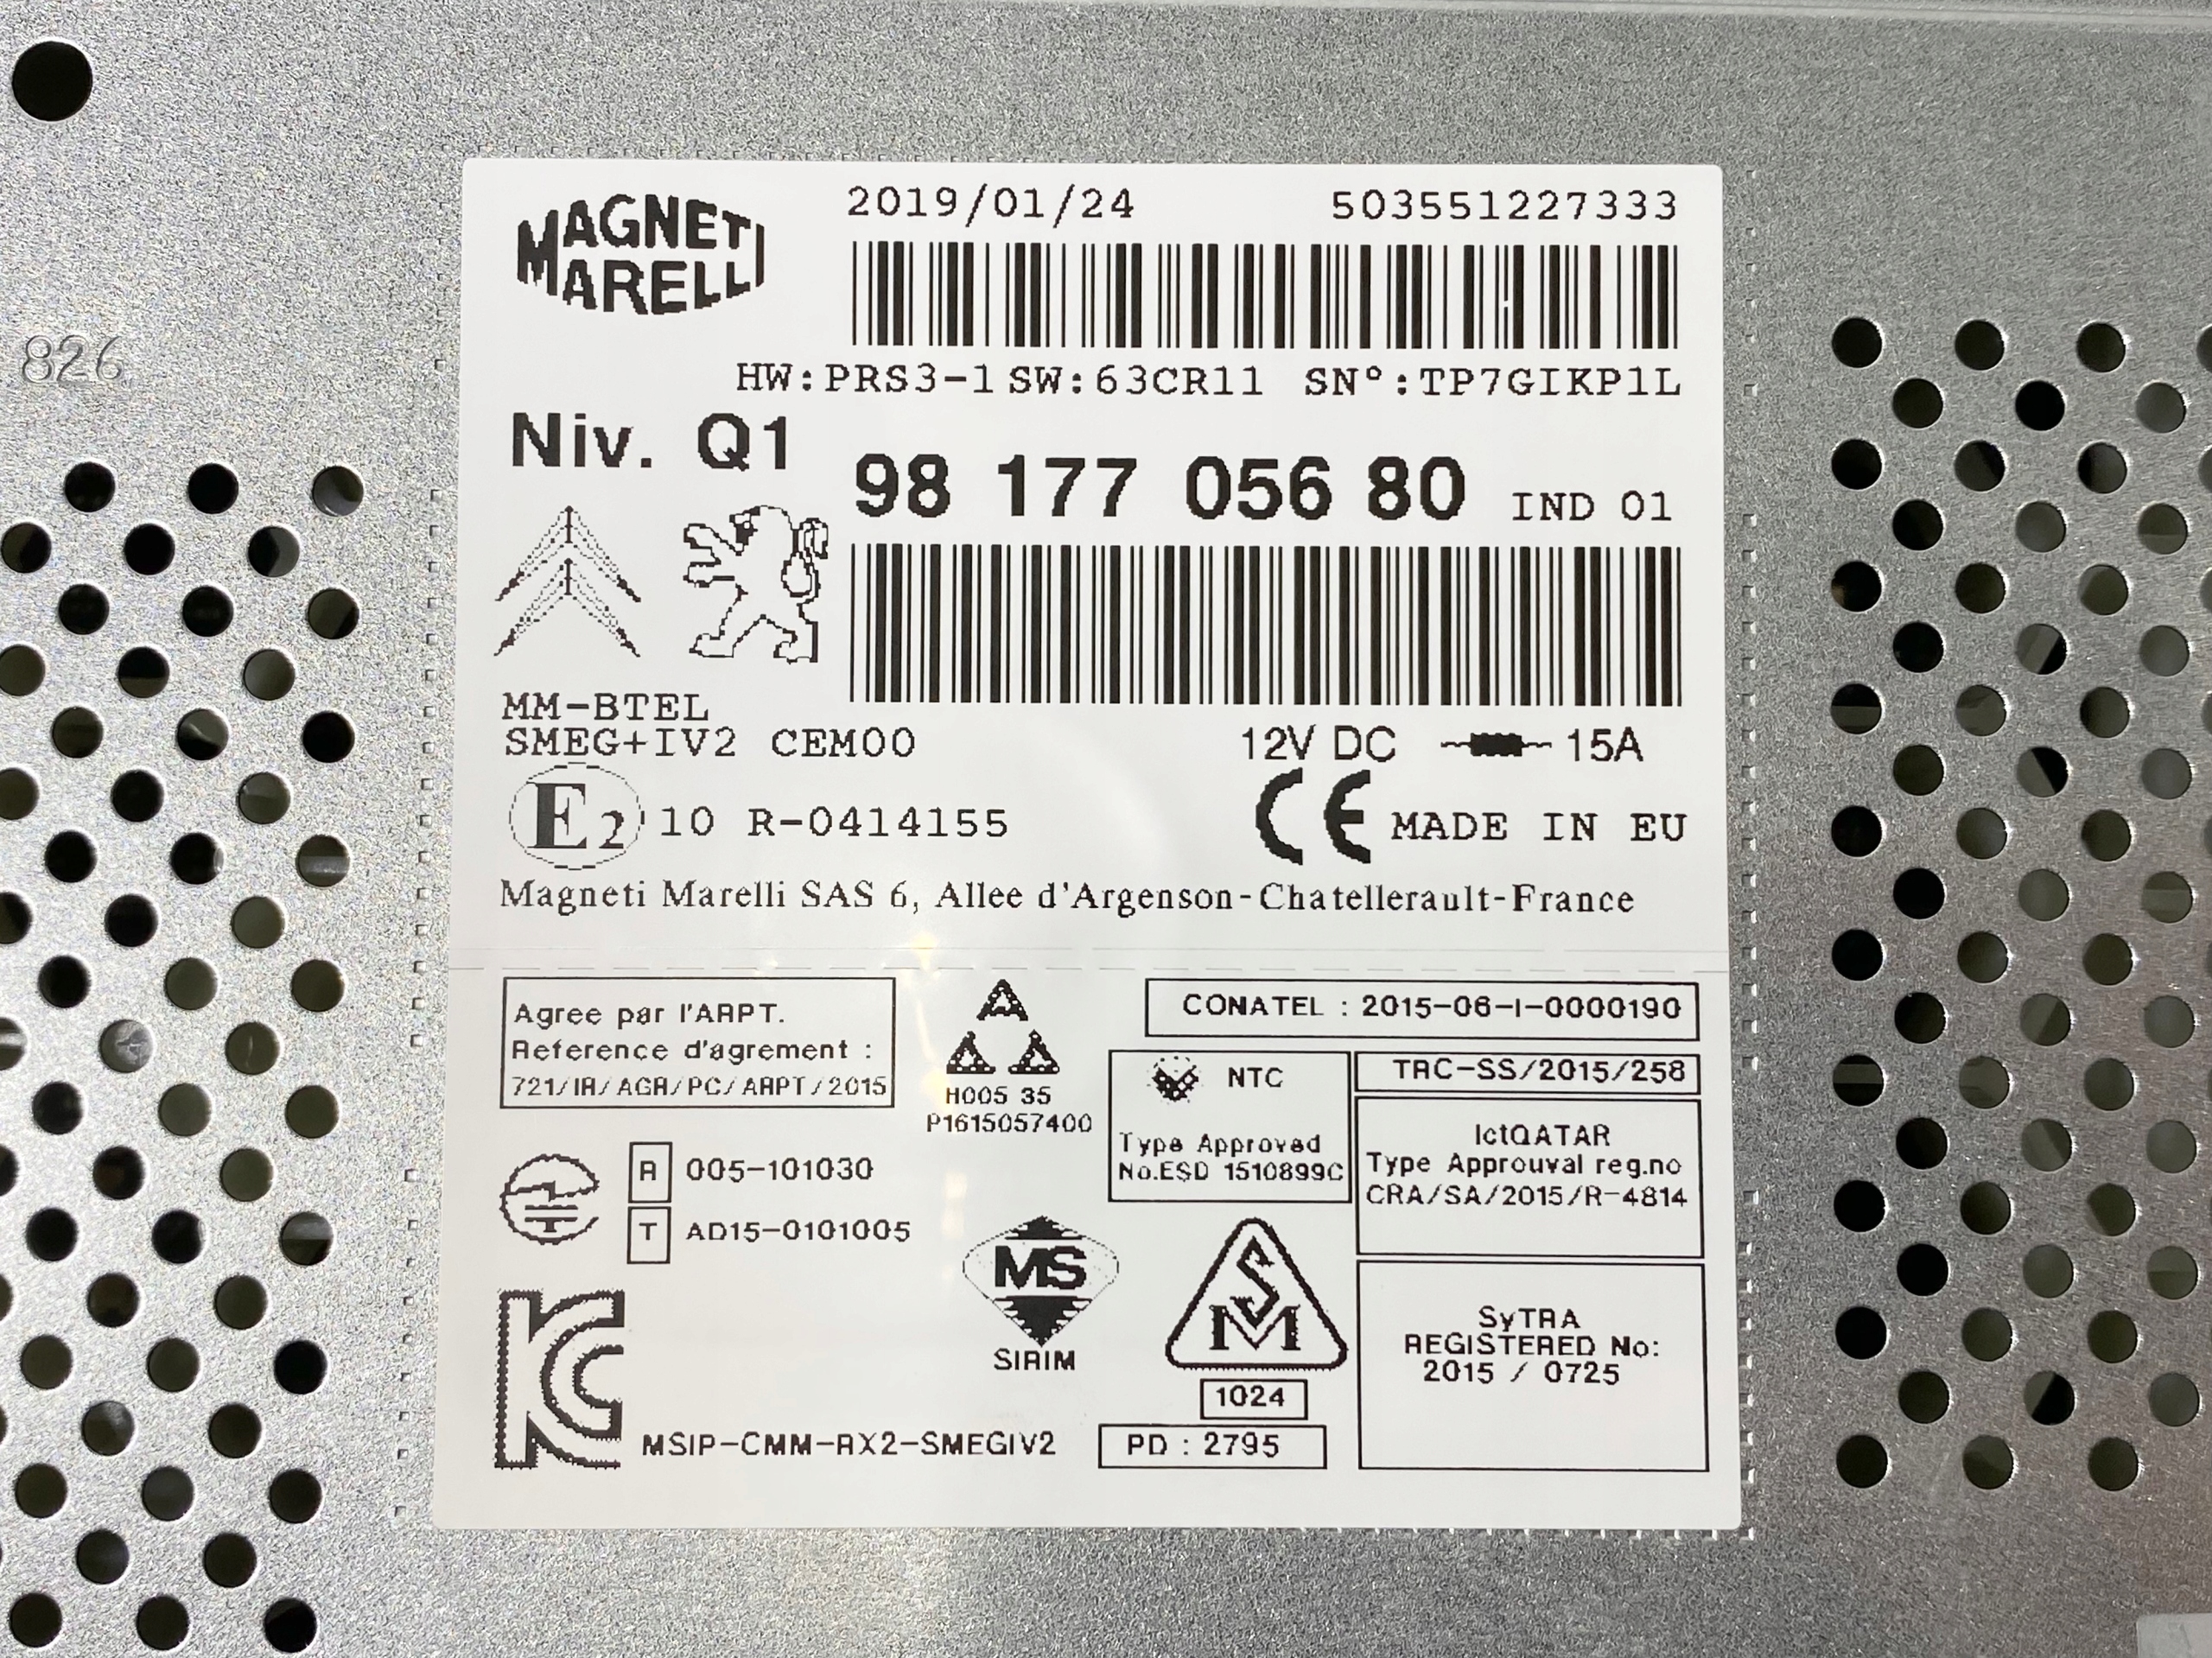 826
MAGNETI
MARELLI
2019/01/24 503551227333
HW:PRS3-1 SW:63CR11 SN°:TP7GIKP1L
Niv. Q1
98 177 056 80 IND 01
MM-BTEL
SMEG+IV2 CEM00
12V DC 15A
E2 10 R-0414155
CE MADE IN EU
Magneti Marelli SAS 6, Allee d'Argenson-Chatellerault-France
Agree par l'ARPT.
Reference d'agrement :
721/IR/AGR/PC/ARPT/2015
H005 35
P1615057400
CONATEL : 2015-06-I-0000190
NTC
Type Approved
No.ESD 1510899C
TRC-SS/2015/258
IctQATAR
Type Approuval reg.no
CRA/SA/2015/R-4814
R 005-101030
T AD15-0101005
MS
SIRIM
SM
1024
PD : 2795
SyTRA
REGISTERED No:
2015 / 0725
KC MSIP-CMM-RX2-SMEGIV2